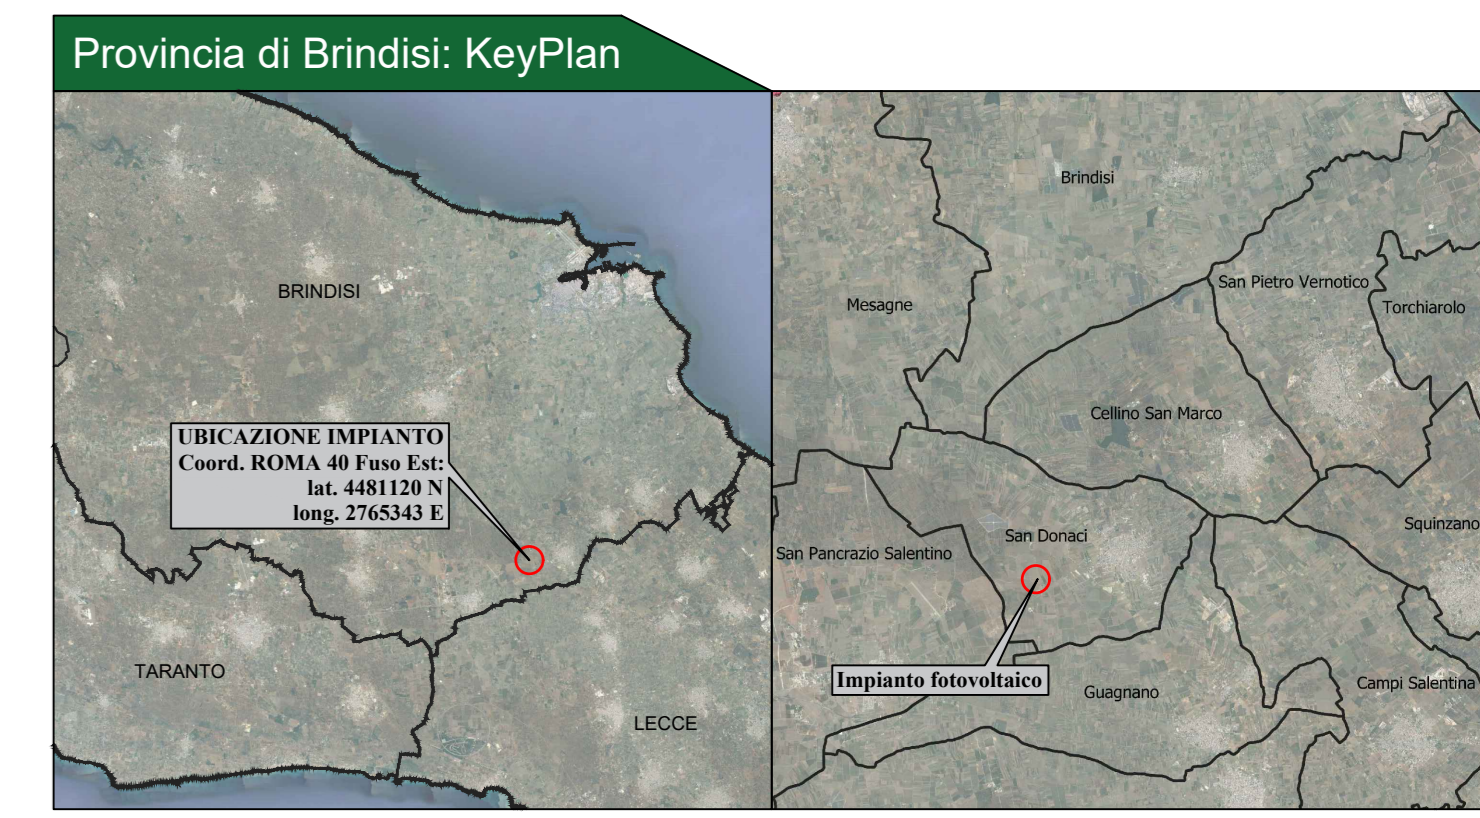 Provincia di Brindisi: KeyPlan
BRINDISI
UBICAZIONE IMPIANTO
Coord. ROMA 40 Fuso Est:
lat. 4481120 N
long. 2765343 E
TARANTO
LECCE
Brindisi
San Pietro Vernotico
Mesagne
Torchiarolo
Cellino San Marco
Squinzano
San Donaci
San Pancrazio Salentino
Impianto fotovoltaico
Guagnano
Campi Salentina